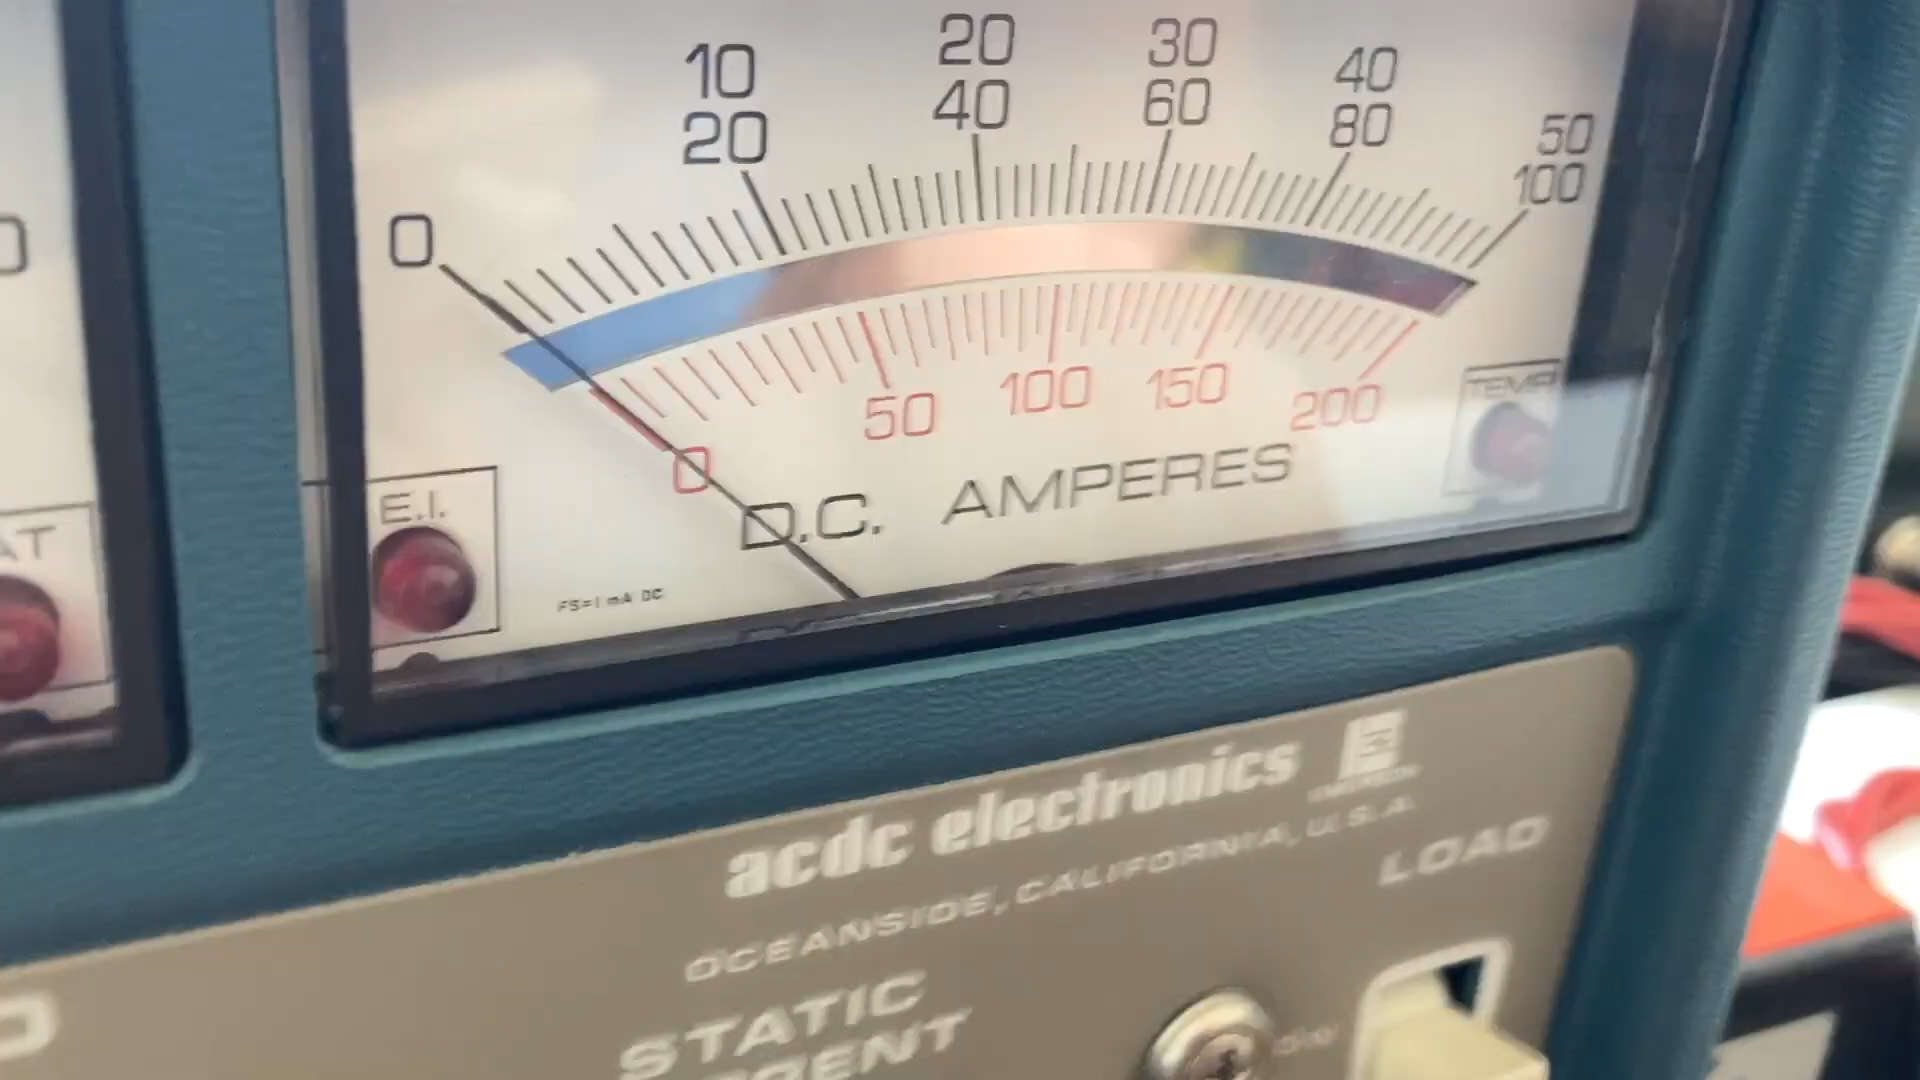 10 20 30 40 50
20 40 60 80 100
0
0 50 100 150 200
D.C. AMPERES
TEMP
E.I.
FS=1 mA DC
acdc electronics
OCEANSIDE, CALIFORNIA, U.S.A.
LOAD
STATIC